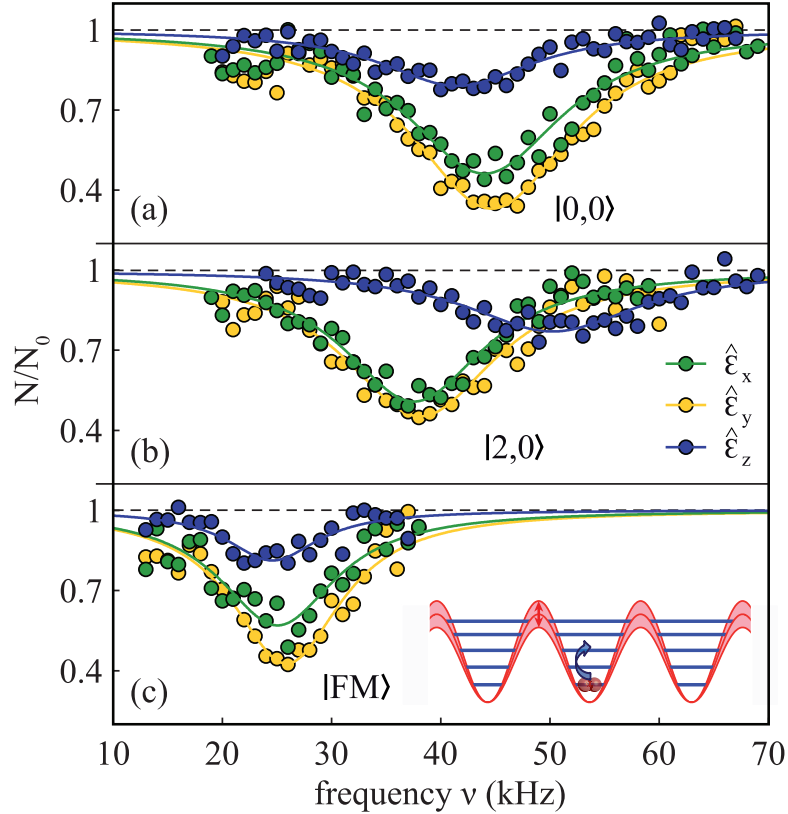 1
0.7
0.4
(a)
|0,0⟩
1
0.7
0.4
(b)
|2,0⟩
ε̂x
ε̂y
ε̂z
N/N0
1
0.7
0.4
(c)
|FM⟩
10 20 30 40 50 60 70
frequency ν (kHz)